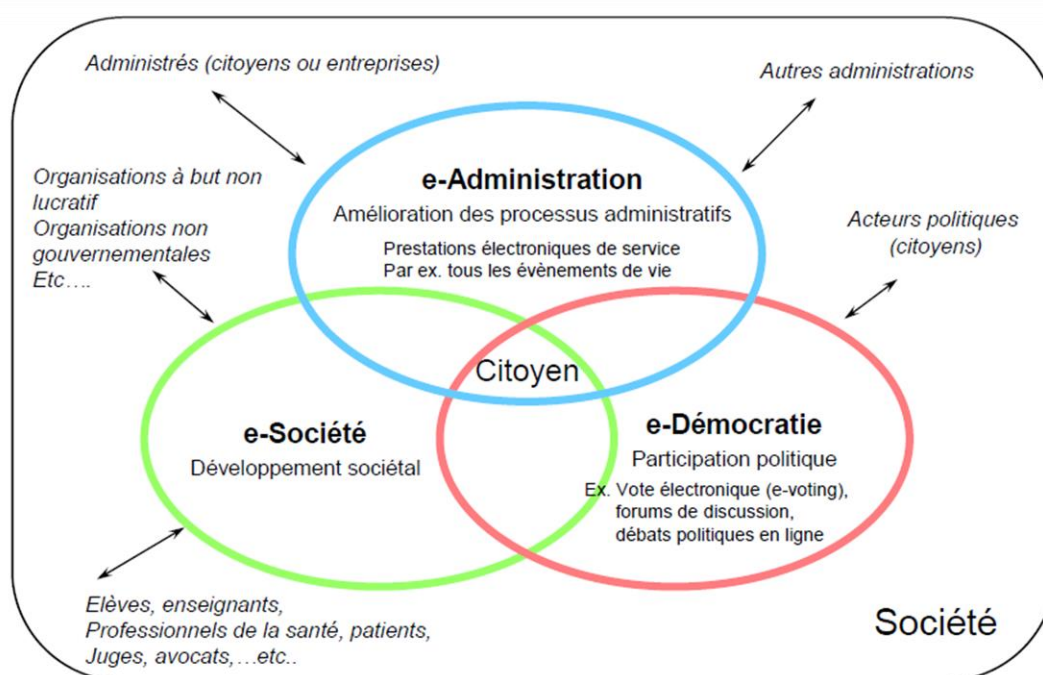 Administrés (citoyens ou entreprises)
Autres administrations
e-Administration
Amélioration des processus administratifs
Prestations électroniques de service
Par ex. tous les évènements de vie
Organisations à but non
lucratif
Organisations non
gouvernementales
Etc….
Acteurs politiques
(citoyens)
Citoyen
e-Société
Développement sociétal
e-Démocratie
Participation politique
Ex. Vote électronique (e-voting),
forums de discussion,
débats politiques en ligne
Elèves, enseignants,
Professionnels de la santé, patients,
Juges, avocats,…etc..
Société